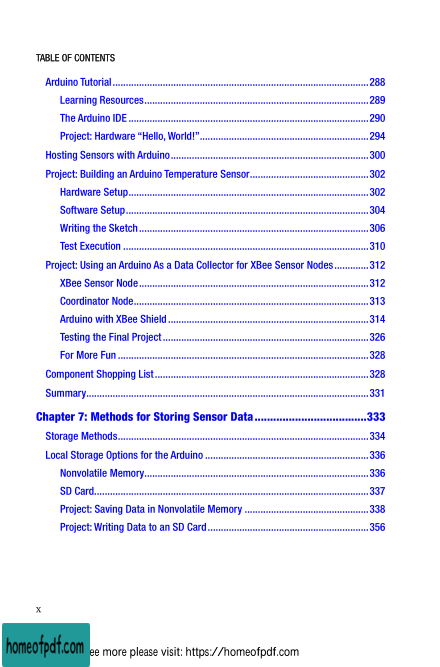 TABLE OF CONTENTS
Arduino Tutorial....................................................................................288
Learning Resources....................................................................................289
The Arduino IDE....................................................................................290
Project: Hardware “Hello, World!”....................................................................................294
Hosting Sensors with Arduino....................................................................................300
Project: Building an Arduino Temperature Sensor....................................................................................302
Hardware Setup....................................................................................302
Software Setup....................................................................................304
Writing the Sketch....................................................................................306
Test Execution....................................................................................310
Project: Using an Arduino As a Data Collector for XBee Sensor Nodes.............312
XBee Sensor Node....................................................................................312
Coordinator Node....................................................................................313
Arduino with XBee Shield....................................................................................314
Testing the Final Project....................................................................................326
For More Fun....................................................................................328
Component Shopping List....................................................................................328
Summary....................................................................................331
Chapter 7: Methods for Storing Sensor Data....................................333
Storage Methods....................................................................................334
Local Storage Options for the Arduino....................................................................................336
Nonvolatile Memory....................................................................................336
SD Card....................................................................................337
Project: Saving Data in Nonvolatile Memory....................................................................................338
Project: Writing Data to an SD Card....................................................................................356
x
homeofpdf.com
ee more please visit: https://homeofpdf.com